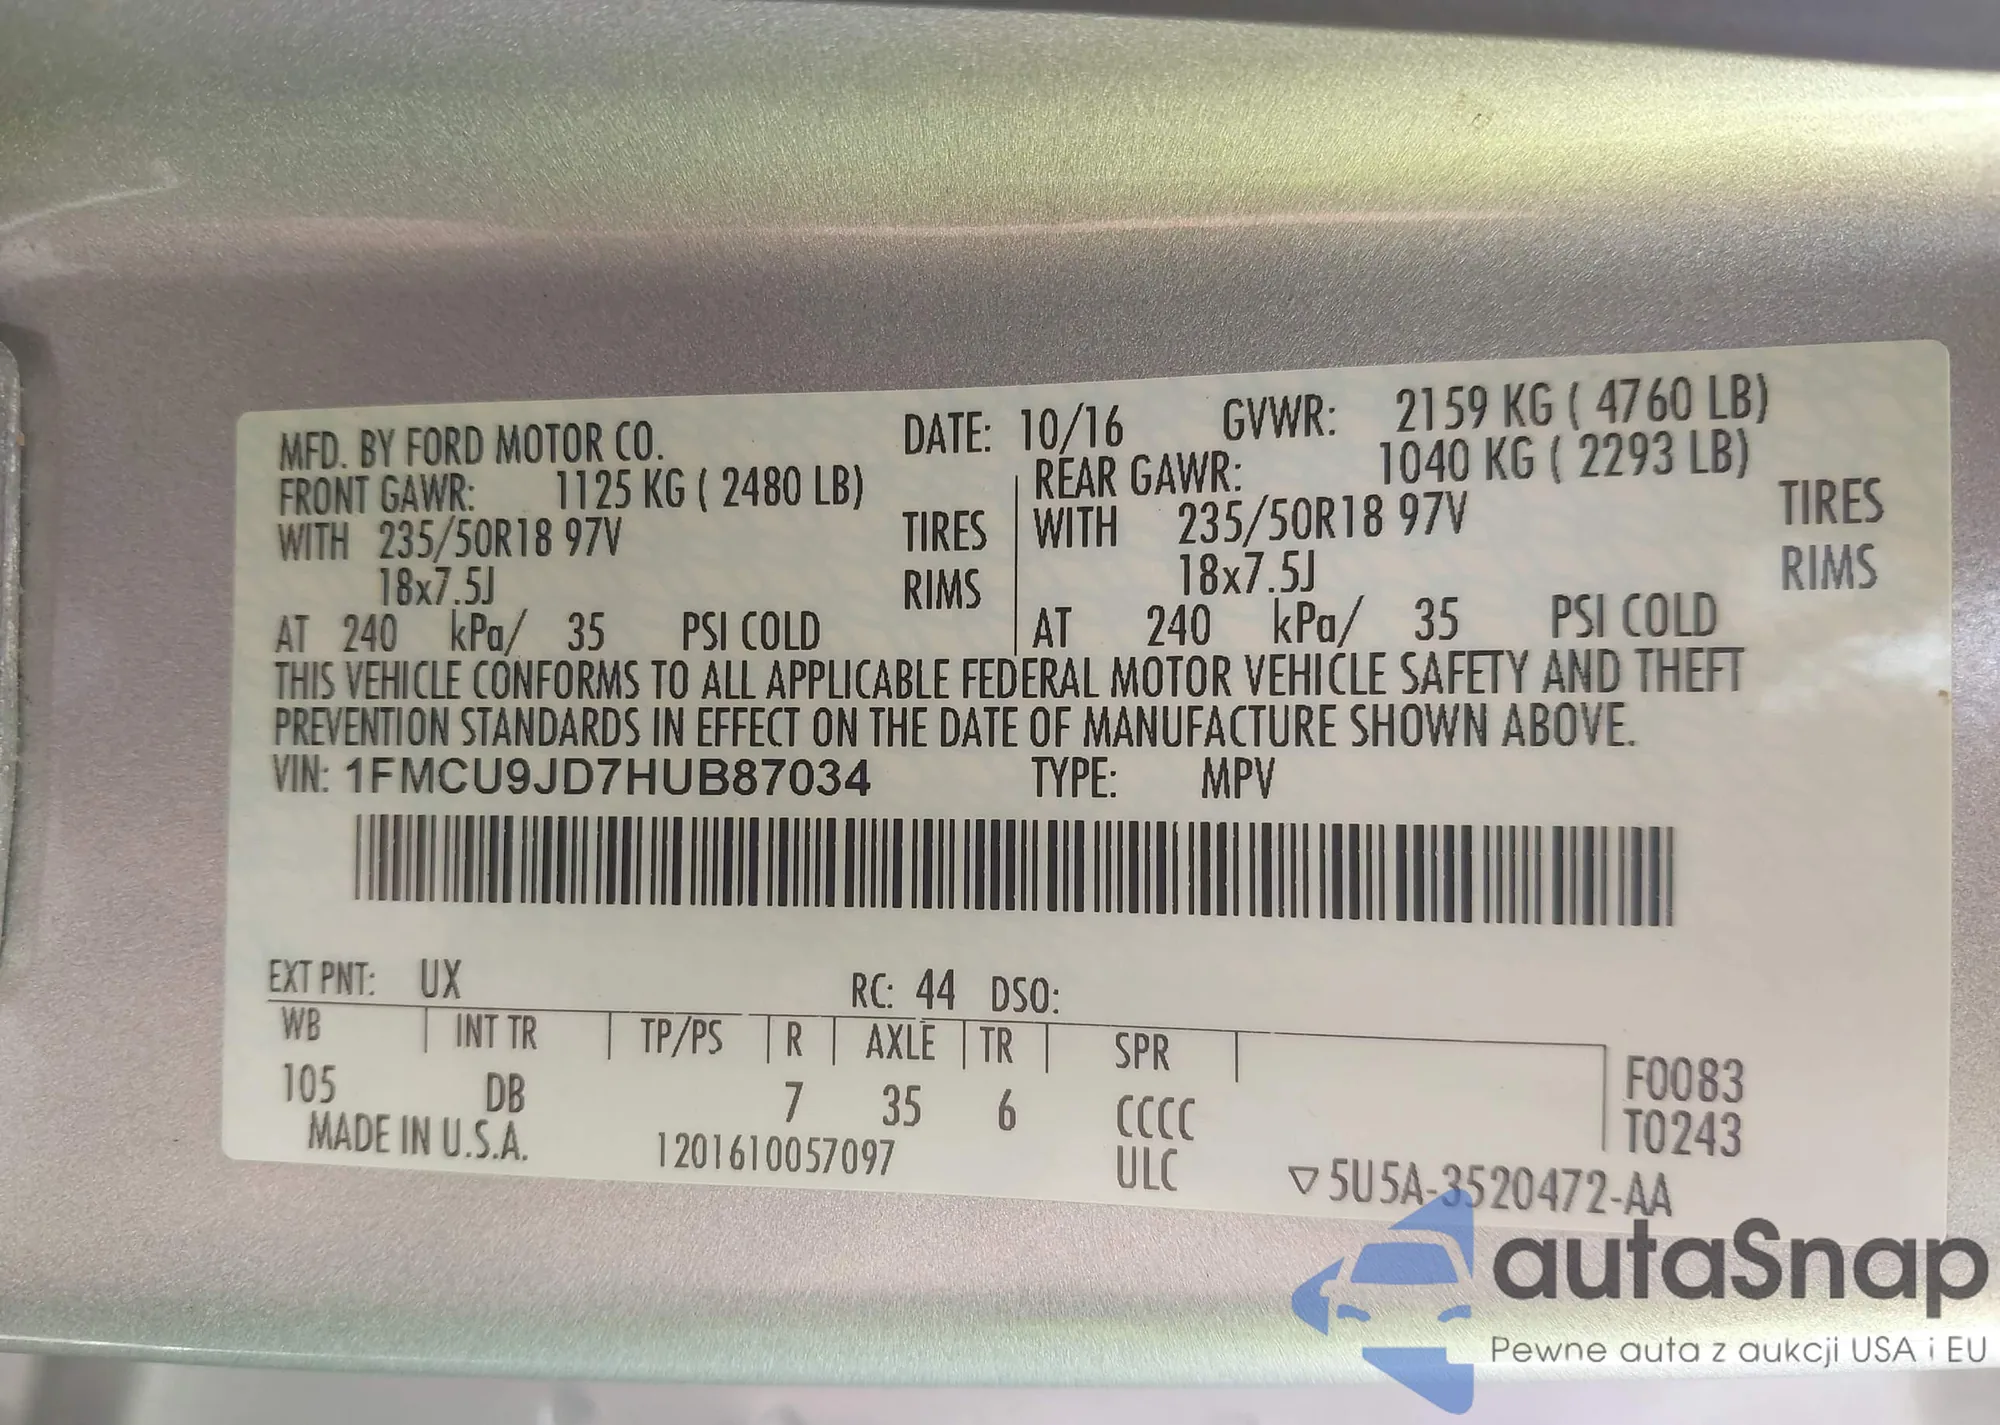 MFD. BY FORD MOTOR CO. DATE: 10/16 GVWR: 2159 KG ( 4760 LB)
FRONT GAWR: 1125 KG ( 2480 LB) REAR GAWR: 1040 KG ( 2293 LB)
WITH 235/50R18 97V TIRES WITH 235/50R18 97V TIRES
18x7.5J RIMS 18x7.5J RIMS
AT 240 kPa/ 35 PSI COLD AT 240 kPa/ 35 PSI COLD
THIS VEHICLE CONFORMS TO ALL APPLICABLE FEDERAL MOTOR VEHICLE SAFETY AND THEFT
PREVENTION STANDARDS IN EFFECT ON THE DATE OF MANUFACTURE SHOWN ABOVE.
VIN: 1FMCU9JD7HUB87034 TYPE: MPV
EXT PNT: UX RC: 44 DSO:
WB INT TR TP/PS R AXLE TR SPR
105 DB 7 35 6 CCCC F0083
MADE IN U.S.A. 1201610057097 ULC T0243
▽5U5A-3520472-AA
autaSnap
Pewne auta z aukcji USA i EU